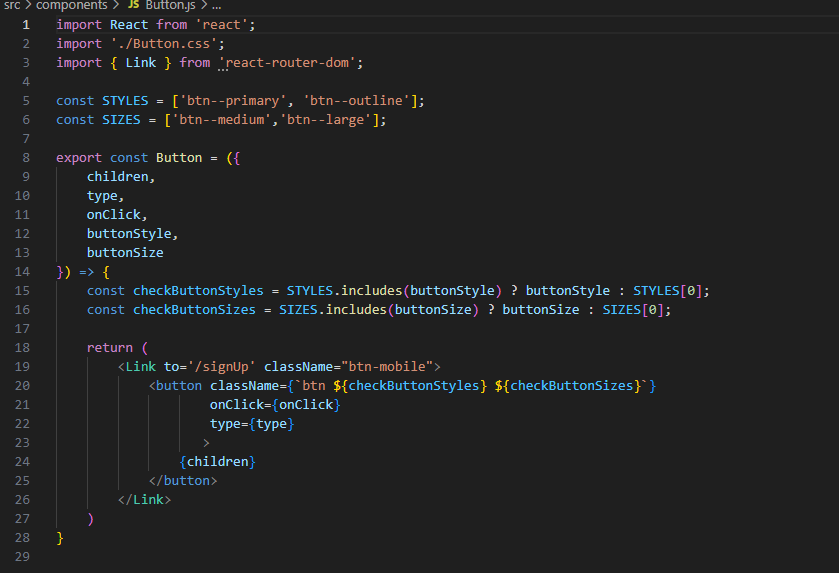 src > components > JS Button.js > ...
1 import React from 'react';
2 import './Button.css';
3 import { Link } from 'react-router-dom';
4
5 const STYLES = ['btn--primary', 'btn--outline'];
6 const SIZES = ['btn--medium','btn--large'];
7
8 export const Button = ({
9     children,
10     type,
11     onClick,
12     buttonStyle,
13     buttonSize
14 }) => {
15     const checkButtonStyles = STYLES.includes(buttonStyle) ? buttonStyle : STYLES[0];
16     const checkButtonSizes = SIZES.includes(buttonSize) ? buttonSize : SIZES[0];
17
18     return (
19         <Link to='/signUp' className="btn-mobile">
20             <button className={`btn ${checkButtonStyles} ${checkButtonSizes}`}
21                     onClick={onClick}
22                     type={type}
23                    >
24                 {children}
25             </button>
26         </Link>
27     )
28 }
29